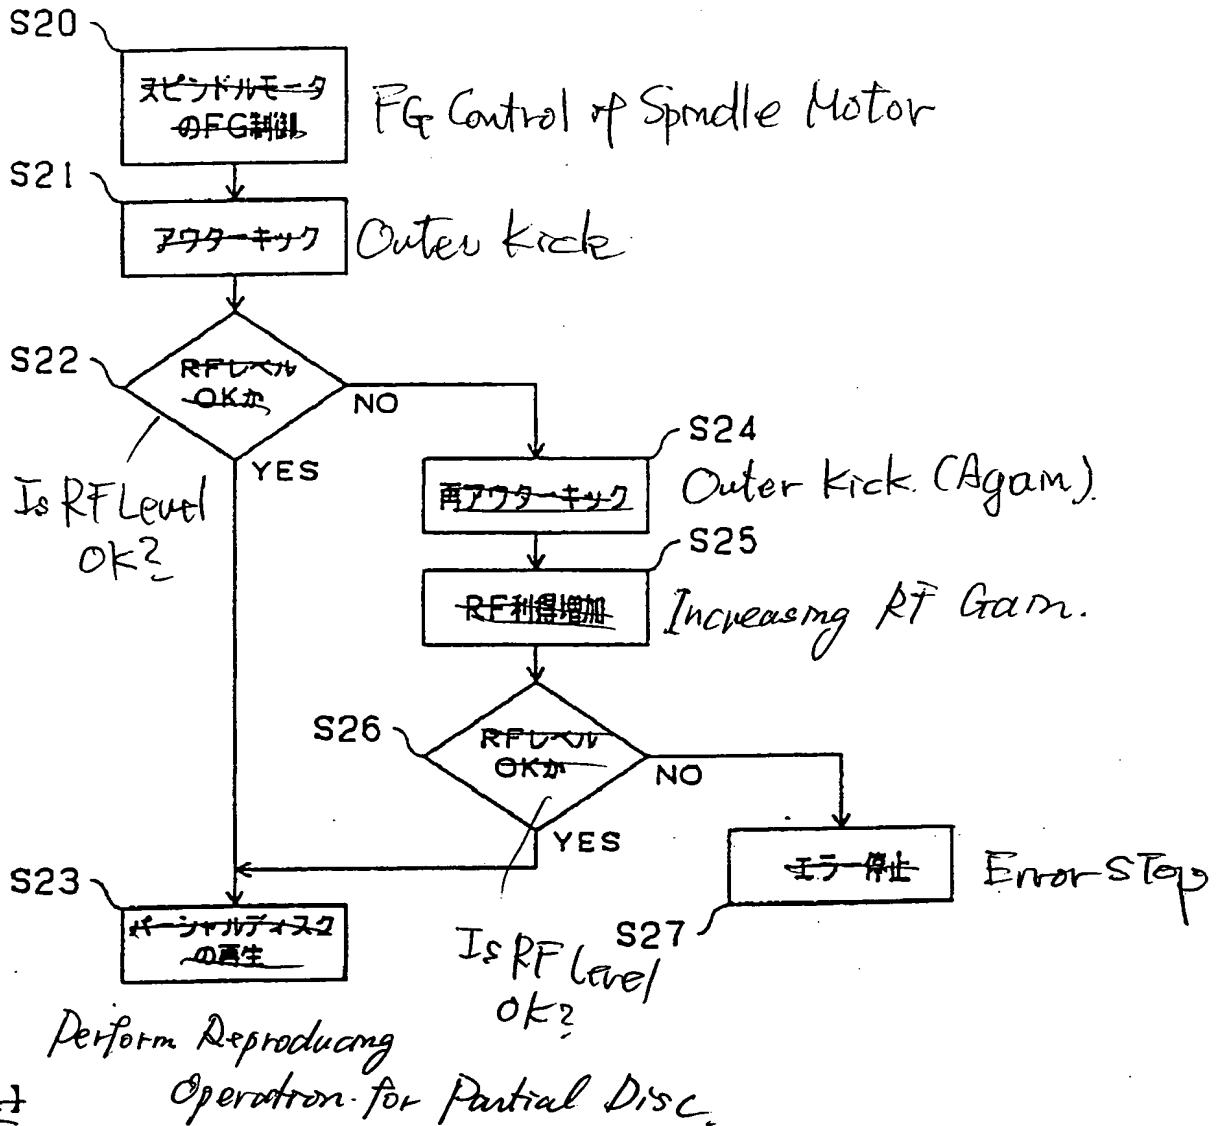 S20
スピンドルモータ
のFG制御
FG Control of Spindle Motor
S21
アウターキック
Outer Kick
S22
RFレベル
OKか
NO
YES
Is RF Level
OK?
S24
再アウターキック
Outer Kick. (Again).
S25
RF利得増加
Increasing RF Gain.
S26
RFレベル
OKか
NO
YES
Is RF level
OK?
エラー停止
Error Stop
S27
S23
パーシャルディスク
の再生
Perform Reproducing
Operation for Partial Disc.